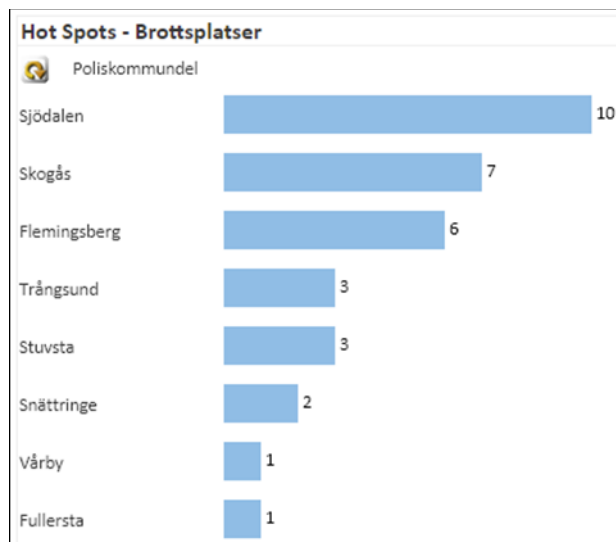 Hot Spots - Brottsplatser
Poliskommundel
Sjödalen 10
Skogås 7
Flemingsberg 6
Trångsund 3
Stuvsta 3
Snättringe 2
Vårby 1
Fullersta 1